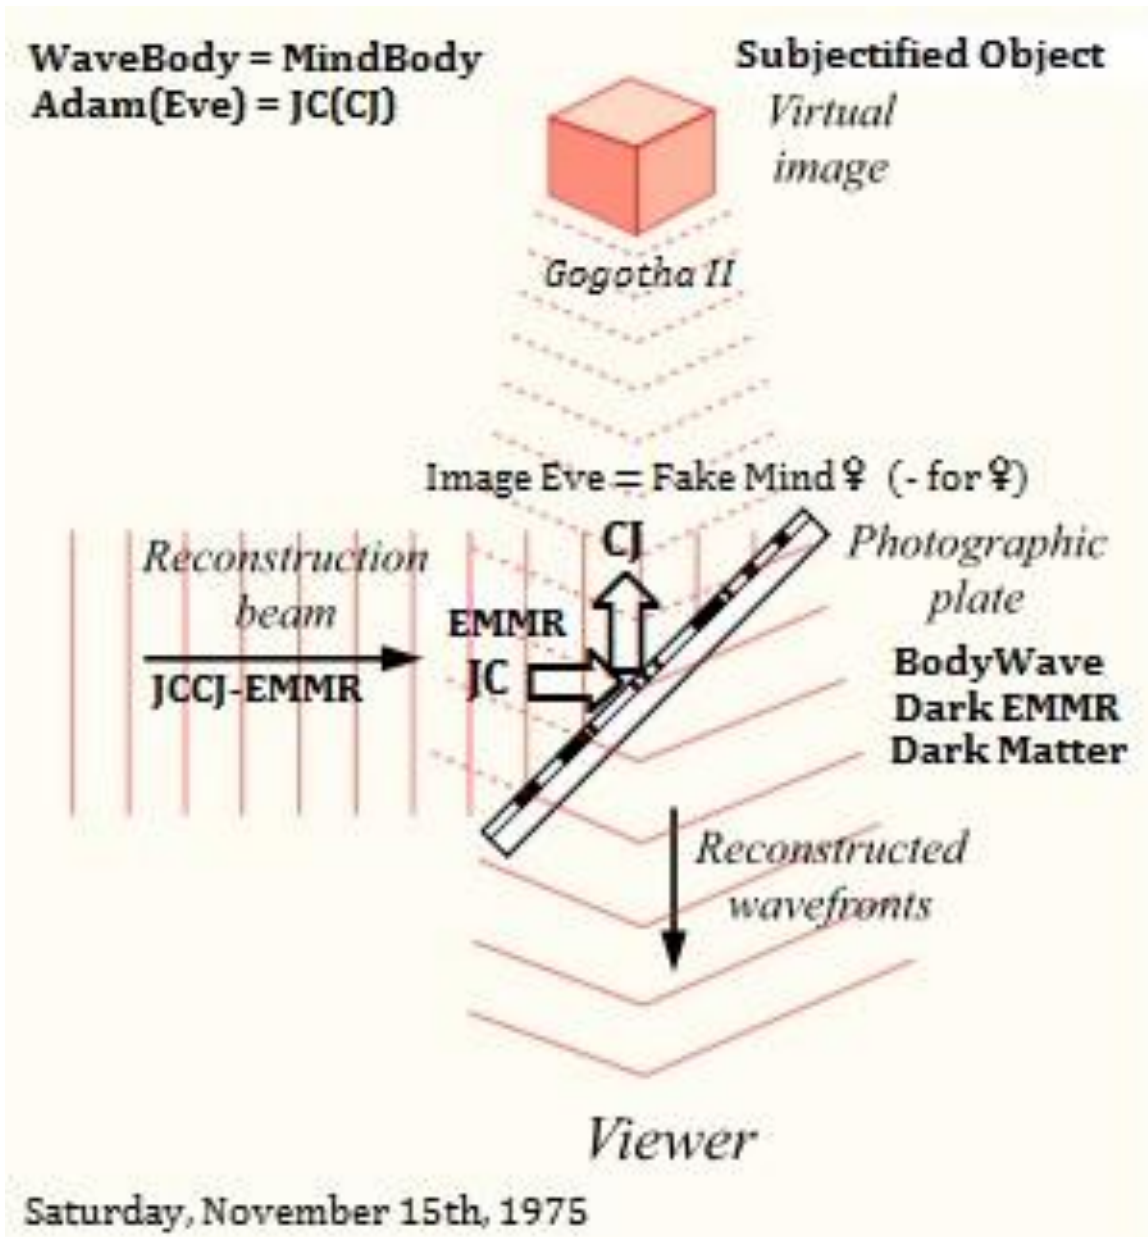 WaveBody = MindBody
Adam(Eve) = JC(CJ)
Subjectified Object
Virtual
image
Gogotha II
Image Eve = Fake Mind♀ (- for ♀)
CJ
Reconstruction
beam
JCCJ-EMMR
EMMR
JC
Photographic
plate
BodyWave
Dark EMMR
Dark Matter
Reconstructed
wavefronts
Viewer
Saturday, November 15th, 1975